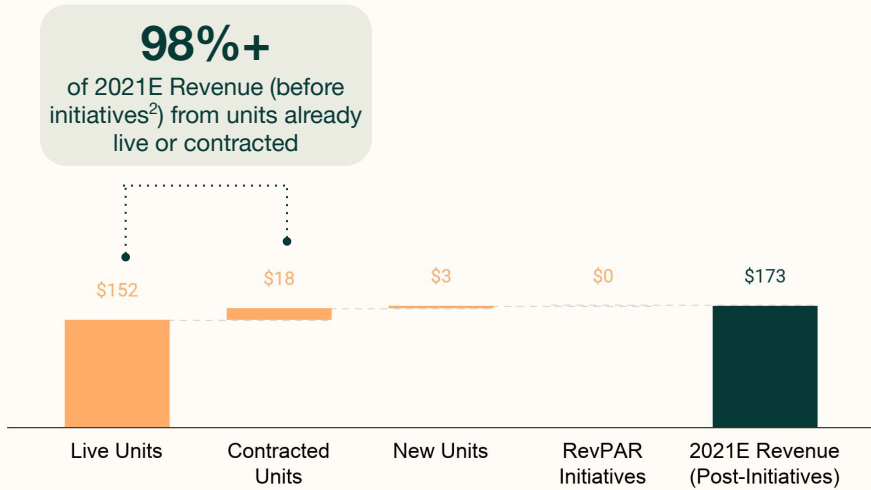 98%+
of 2021E Revenue (before
initiatives²) from units already
live or contracted
$152
$18
$3
$0
$173
Live Units
Contracted
Units
New Units
RevPAR
Initiatives
2021E Revenue
(Post-Initiatives)